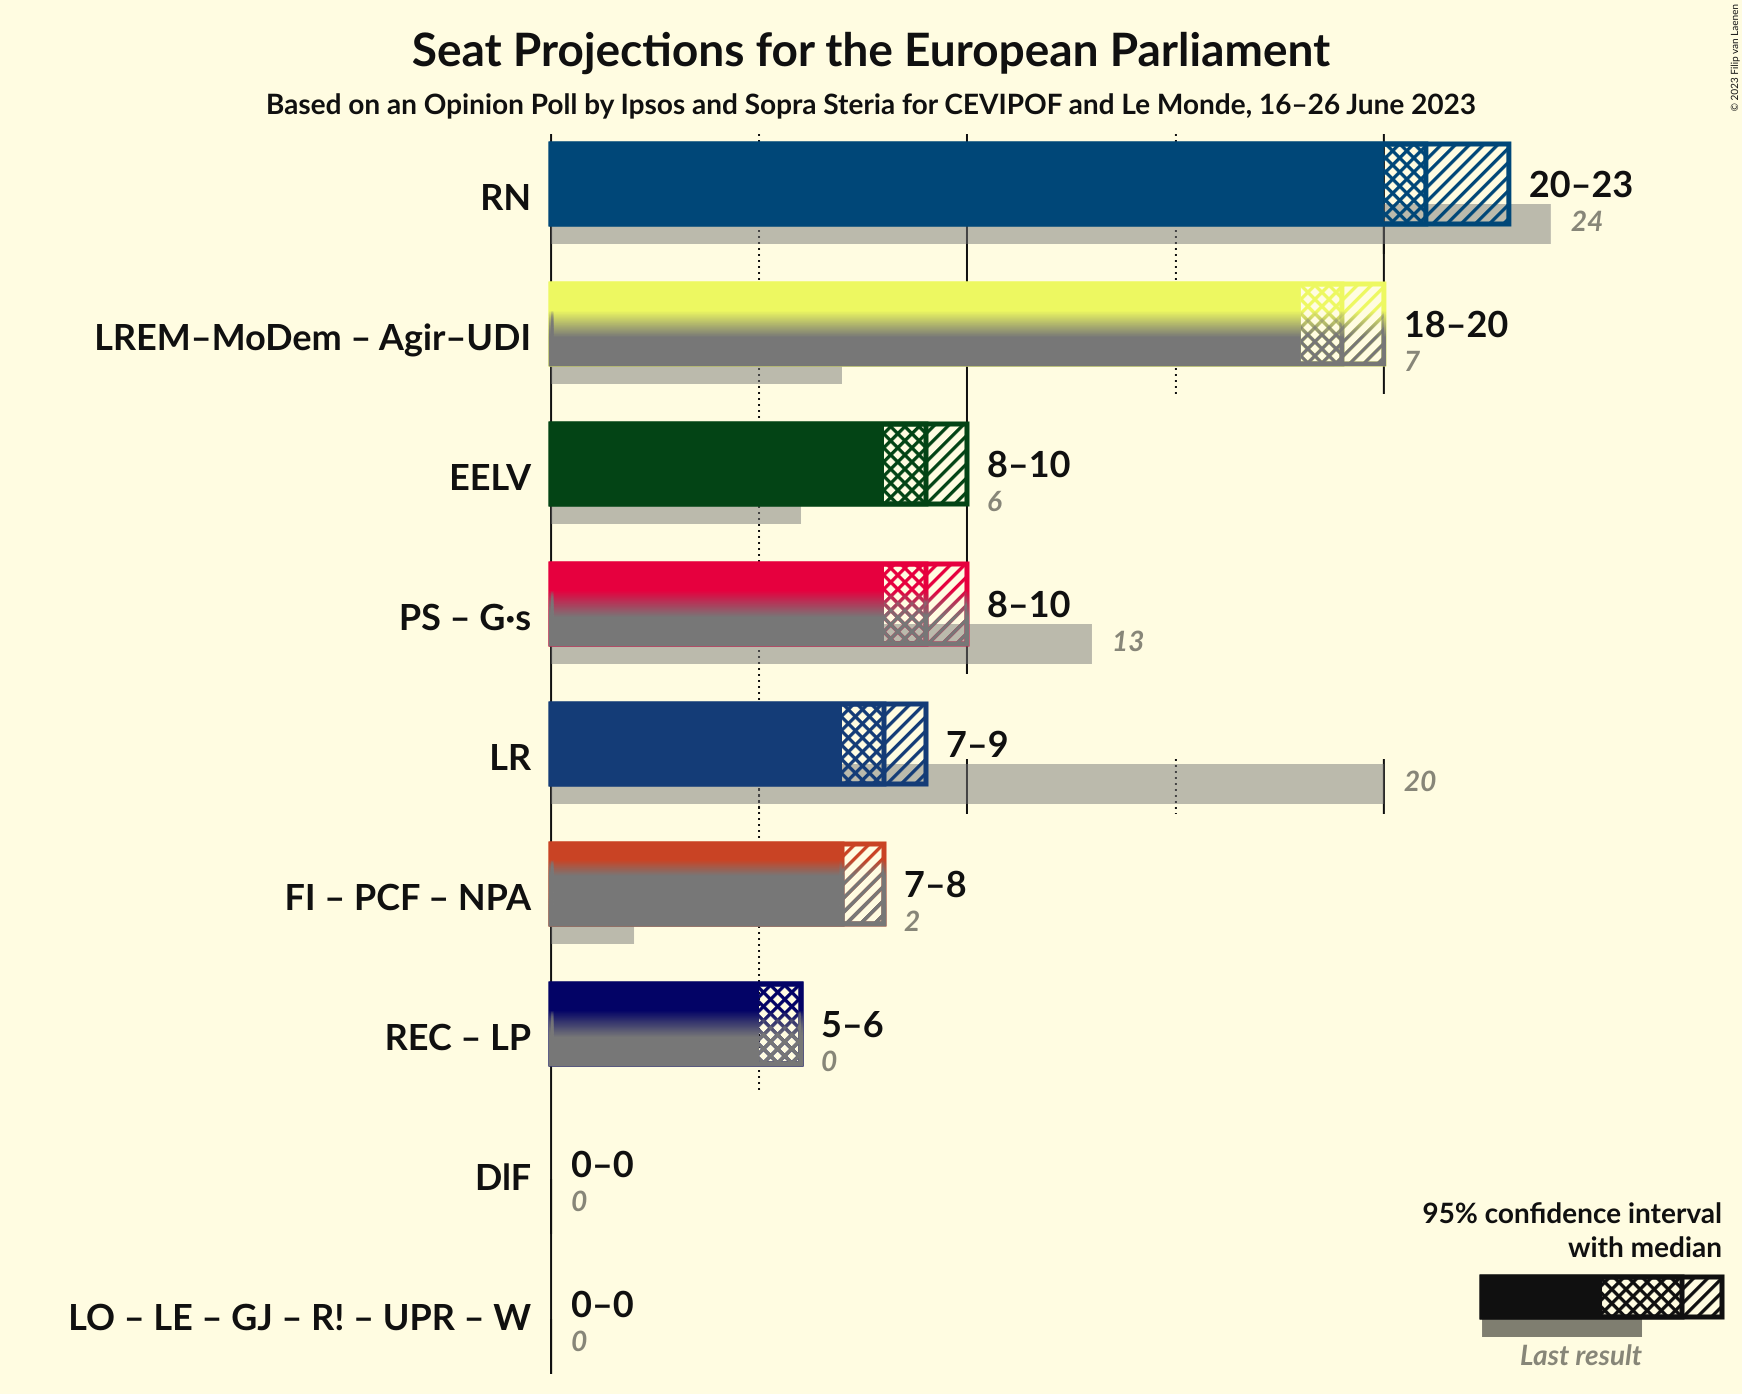 Seat Projections for the European Parliament
Based on an Opinion Poll by Ipsos and Sopra Steria for CEVIPOF and Le Monde, 16–26 June 2023
© 2023 Filip van Laenen
RN
20–23
24
LREM–MoDem – Agir–UDI
18–20
7
EELV
8–10
6
PS – G·s
8–10
13
LR
7–9
20
FI – PCF – NPA
7–8
2
REC – LP
5–6
0
DlF
0–0
0
LO – LE – GJ – R! – UPR – W
0–0
0
95% confidence interval
with median
Last result